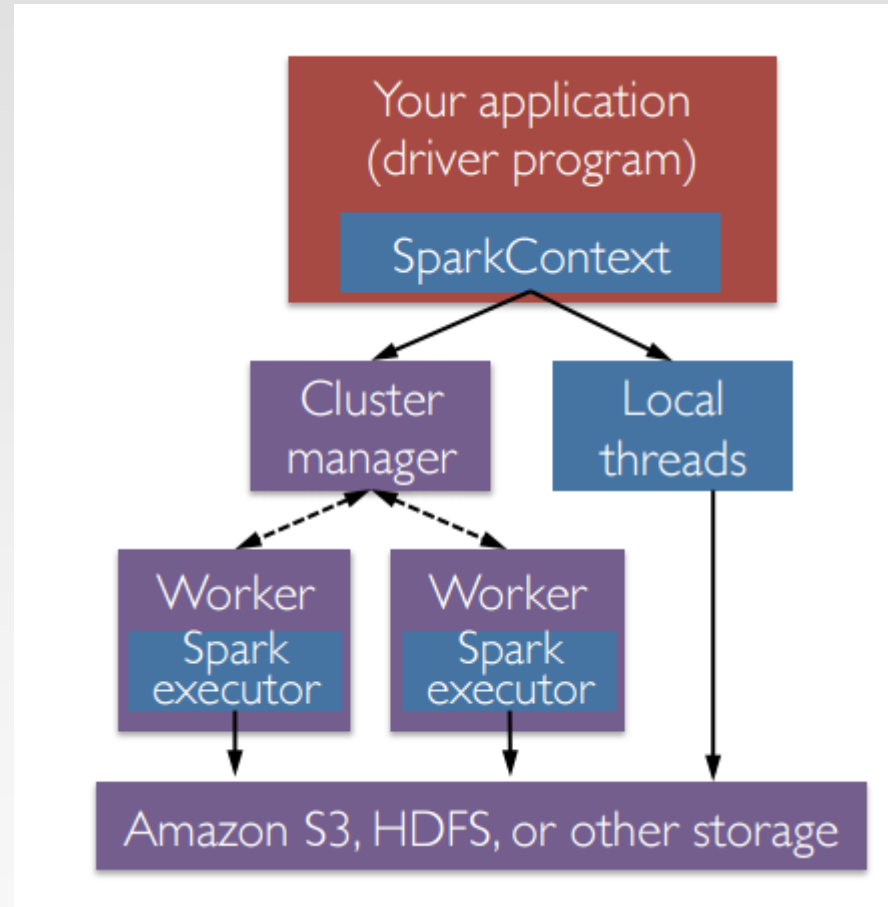 Your application
(driver program)
SparkContext
Cluster
manager
Local
threads
Worker
Spark
executor
Worker
Spark
executor
Amazon S3, HDFS, or other storage